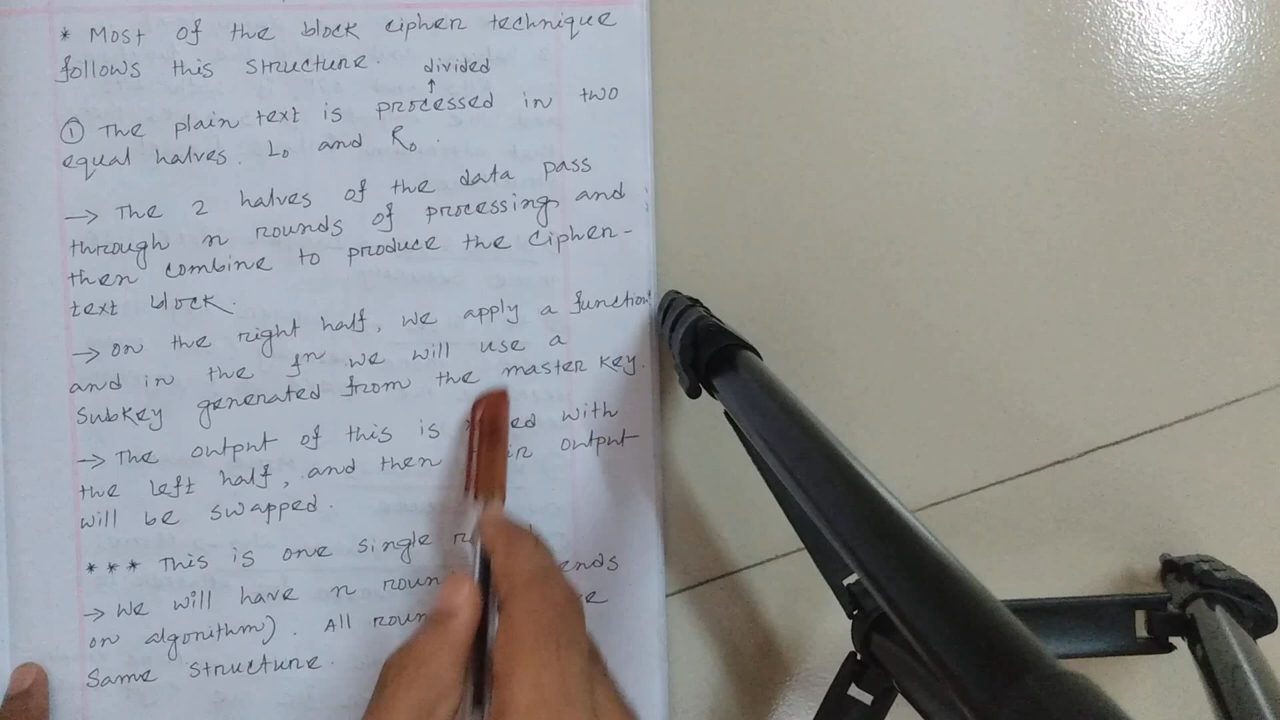 * Most of the block cipher technique
follows this structure.
divided
↑
① The plain text is processed in two
equal halves. L₀ and R₀.
→ The 2 halves of the data pass
through n rounds of processing and
then combine to produce the cipher-
text block.
→ On the right half, we apply a function
and in the fn we will use a
subkey generated from the master key.
→ The output of this is with
the left half, and then output
will be swapped.
*** This is one single
→ We will have n
on algorithm). All
same structure.